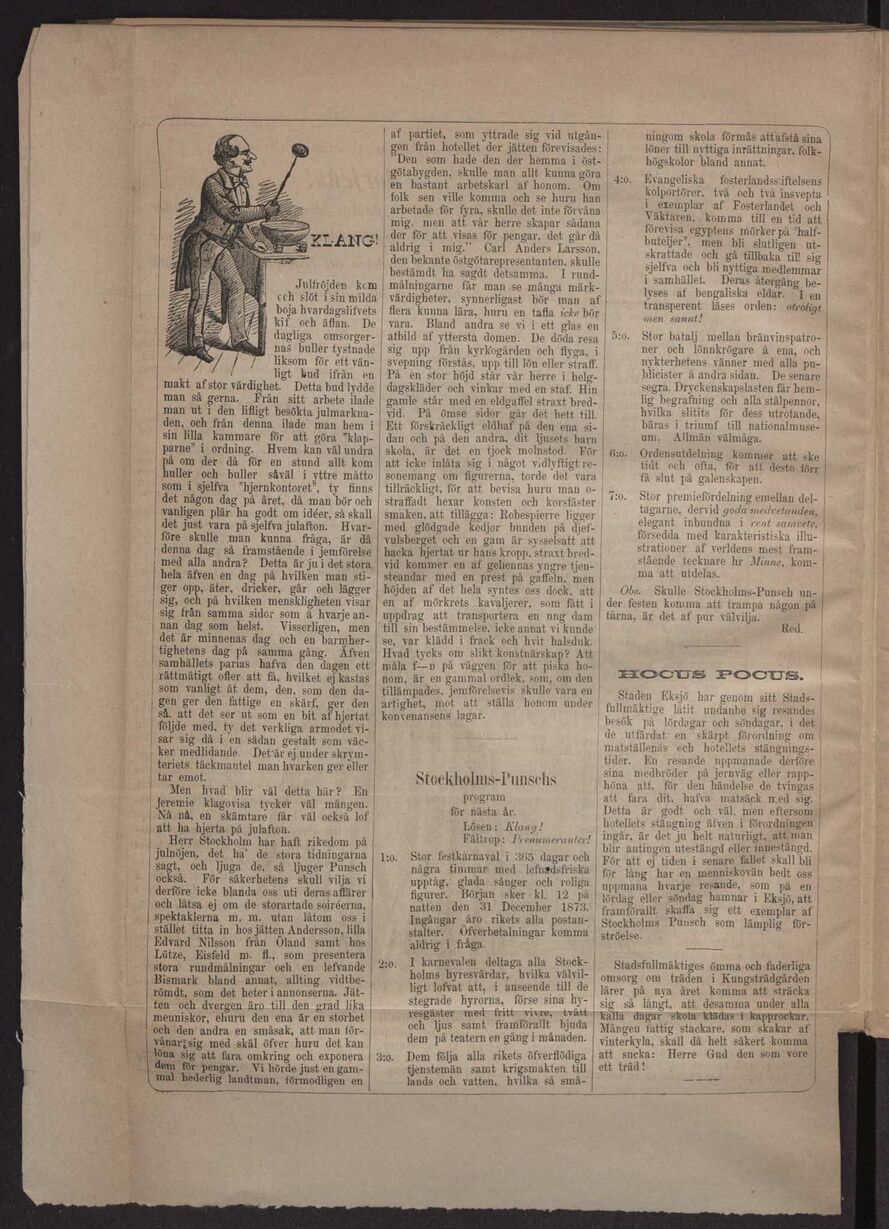 KLANG!
Julfröjden kom
och slöt i sin milda
boja hvardagslifvets
kif och äflan. De
dagliga omsorger-
nas buller tystnade
liksom för ett vän-
ligt bud ifrån en
makt af stor värdighet. Detta bud lydde
man så gerna. Från sitt arbete ilade
man ut i den lifligt besökta julmarkna-
den, och från denna ilade man hem i
sin lilla kammare för att göra "klap-
parne" i ordning. Hvem kan väl undra
på om der då för en stund allt kom
huller och buller såväl i yttre måtto
som i sjelfva "hjernkontoret", ty finns
det någon dag på året, då man bör och
vanligen plär ha godt om idéer, så skall
det just vara på sjelfva julafton. Hvar-
före skulle man kunna fråga, är då
denna dag så framstående i jemförelse
med alla andra? Detta är ju i det stora
hela äfven en dag på hvilken man sti-
ger opp, äter, dricker, går och lägger
sig, och på hvilken menskligheten visar
sig från samma sidor som å hvarje an-
nan dag som helst. Visserligen, men
det är minnenas dag och en barmher-
tighetens dag på samma gång. Äfven
samhällets parias hafva den dagen ett
rättmätigt offer att få, hvilket ej kastas
som vanligt åt dem, den, som den da-
gen ger den fattige en skärf, ger den
så, att det ser ut som en bit af hjertat
följde med, ty det verkliga armodet vi-
sar sig då i en sådan gestalt som väc-
ker medlidande. Det är ej under skrym-
teriets täckmantel man hvarken ger eller
tar emot.
Men hvad blir väl detta här? En
Jeremie klagovisa tycker väl mången.
Nå nå, en skämtare får väl också lof
att ha hjerta på julafton.
Herr Stockholm har haft rikedom på
julnöjen, det ha' de stora tidningarna
sagt, och ljuga de, så ljuger Punsch
också. För säkerhetens skull vilja vi
derföre icke blanda oss uti deras affärer
och låtsa ej om de storartade soiréerna,
spektaklerna m. m. utan låtom oss i
stället titta in hos jätten Andersson, lilla
Edvard Nilsson från Öland samt hos
Lütze, Eisfeld m. fl., som presentera
stora rundmålningar och en lefvande
Bismark bland annat, allting vidtbe-
römdt, som det heter i annonserna. Jät-
ten och dvergen äro till den grad lika
menniskor, ehuru den ena är en storhet
och den andra en småsak, att man för-
vånar sig med skäl öfver huru det kan
löna sig att fara omkring och exponera
dem för pengar. Vi hörde just en gam-
mal hederlig landtman, förmodligen en
af partiet, som yttrade sig vid utgån-
gen från hotellet der jätten förevisades:
"Den som hade den der hemma i öst-
götabygden, skulle man allt kunna göra
en bastant arbetskarl af honom. Om
folk sen ville komma och se huru han
arbetade för fyra, skulle det inte förvåna
mig, men att vår herre skapar sådana
der för att visas för pengar, det går då
aldrig i mig." Carl Anders Larsson,
den bekante östgötarepresentanten, skulle
bestämdt ha sagdt detsamma. I rund-
målningarne får man se många märk-
värdigheter, synnerligast bör man af
flera kunna lära, huru en tafla icke bör
vara. Bland andra se vi i ett glas en
afbild af yttersta domen. De döda resa
sig upp från kyrkogården och flyga, i
svepning förstås, upp till lön eller straff.
På en stor höjd står vår herre i helg-
dagskläder och vinkar med en staf. Hin
gamle står med en eldgaffel straxt bred-
vid. På ömse sidor går det hett till.
Ett förskräckligt eldhaf på den ena si-
dan och på den andra, dit ljusets barn
skola, är det en tjock molnstod. För
att icke inlåta sig i något vidlyftigt re-
sonemang om figurerna, torde det vara
tillräckligt, för att bevisa huru man o-
straffadt hexar konsten och korsfäster
smaken, att tillägga: Robespierre ligger
med glödgade kedjor bunden på djef-
vulsberget och en gam är sysselsatt att
hacka hjertat ur hans kropp, straxt bred-
vid kommer en af gehennas yngre tjen-
steandar med en prest på gaffeln, men
höjden af det hela syntes oss dock, att
en af mörkrets kavaljerer, som fått i
uppdrag att transportera en ung dam
till sin bestämmelse, icke annat vi kunde
se, var klädd i frack och hvit halsduk.
Hvad tycks om slikt konstnärskap? Att
måla f—n på väggen för att piska ho-
nom, är en gammal ordlek, som, om den
tillämpades, jemförelsevis skulle vara en
artighet, mot att ställa honom under
konvenansens lagar.
Stockholms-Punschs
program
för nästa år.
Lösen: Klang!
Fältrop: Prenumeranter!
1:o. Stor festkarnaval i 365 dagar och
några timmar med lefnadsfriska
upptåg, glada sånger och roliga
figurer. Början sker kl. 12 på
natten den 31 December 1873.
Ingångar äro rikets alla postan-
stalter. Öfverbetalningar komma
aldrig i fråga.
2:o. I karnevalen deltaga alla Stock-
holms hyresvärdar, hvilka välvil-
ligt lofvat att, i anseende till de
stegrade hyrorna, förse sina hy-
resgäster med fritt vivre, tvätt
och ljus samt framförallt bjuda
dem på teatern en gång i månaden.
3:o. Dem följa alla rikets öfverflödiga
tjenstemän samt krigsmakten till
lands och vatten, hvilka så små-
ningom skola förmås att afstå sina
löner till nyttiga inrättningar, folk-
högskolor bland annat.
4:o. Evangeliska fosterlandsstiftelsens
kolportörer, två och två insvepta
i exemplar af Fosterlandet och
Väktaren, komma till en tid att
förevisa egyptens mörker på "half-
buteljer", men bli slutligen ut-
skrattade och gå tillbaka till sig
sjelfva och bli nyttiga medlemmar
i samhället. Deras återgång be-
lyses af bengaliska eldar. I en
transperent läses orden: otroligt
men sannt!
5:o. Stor batalj mellan bränvinspatro-
ner och lönnkrögare å ena, och
nykterhetens vänner med alla pu-
blicister å andra sidan. De senare
segra. Dryckenskapslasten får hem-
lig begrafning och alla stålpennor,
hvilka slitits för dess utrotande,
bäras i triumf till nationalmuse-
um. Allmän välmåga.
6:o. Ordensutdelning kommer att ske
tidt och ofta, för att desto förr
få slut på galenskapen.
7:o. Stor premiefördelning emellan del-
tagarne, dervid goda medvetanden,
elegant inbundna i rent samvete,
försedda med karakteristiska illu-
strationer af verldens mest fram-
stående tecknare hr Minne, kom-
ma att utdelas.
Obs. Skulle Stockholms-Punsch un-
der festen komma att trampa någon på
tårna, är det af pur välvilja.
Red.
HOCUS POCUS.
Staden Eksjö har genom sitt Stads-
fullmäktige låtit undanbe sig resandes
besök på lördagar och söndagar, i det
de utfärdat en skärpt förordning om
matställenas och hotellets stängnings-
tider. En resande uppmanade derföre
sina medbröder på jernväg eller rapp-
höna att, för den händelse de tvingas
att fara dit, hafva matsäck med sig.
Detta är godt och väl, men eftersom
hotellets stängning äfven i förordningen
ingår, är det ju helt naturligt, att man
blir antingen utestängd eller innestängd.
För att ej tiden i senare fallet skall bli
för lång har en menniskovän bedt oss
uppmana hvarje resande, som på en
lördag eller söndag hamnar i Eksjö, att
framförallt skaffa sig ett exemplar af
Stockholms Punsch som lämplig för-
ströelse.
Stadsfullmäktiges ömma och faderliga
omsorg om träden i Kungsträdgården
lärer på nya året komma att sträcka
sig så långt, att desamma under alla
kalla dagar skola klädas i kapprockar.
Mången fattig stackare, som skakar af
vinterkyla, skall då helt säkert komma
att sucka: Herre Gud den som vore
ett träd!